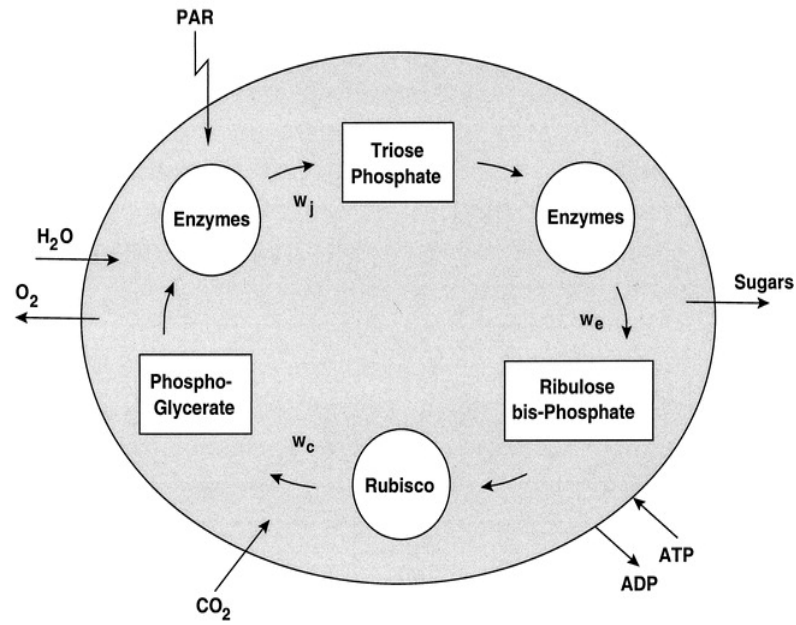 PAR
Triose
Phosphate
Enzymes
w_j
Enzymes
H₂O
O₂
Sugars
w_e
Phospho-
Glycerate
Ribulose
bis-Phosphate
w_c
Rubisco
ATP
ADP
CO₂